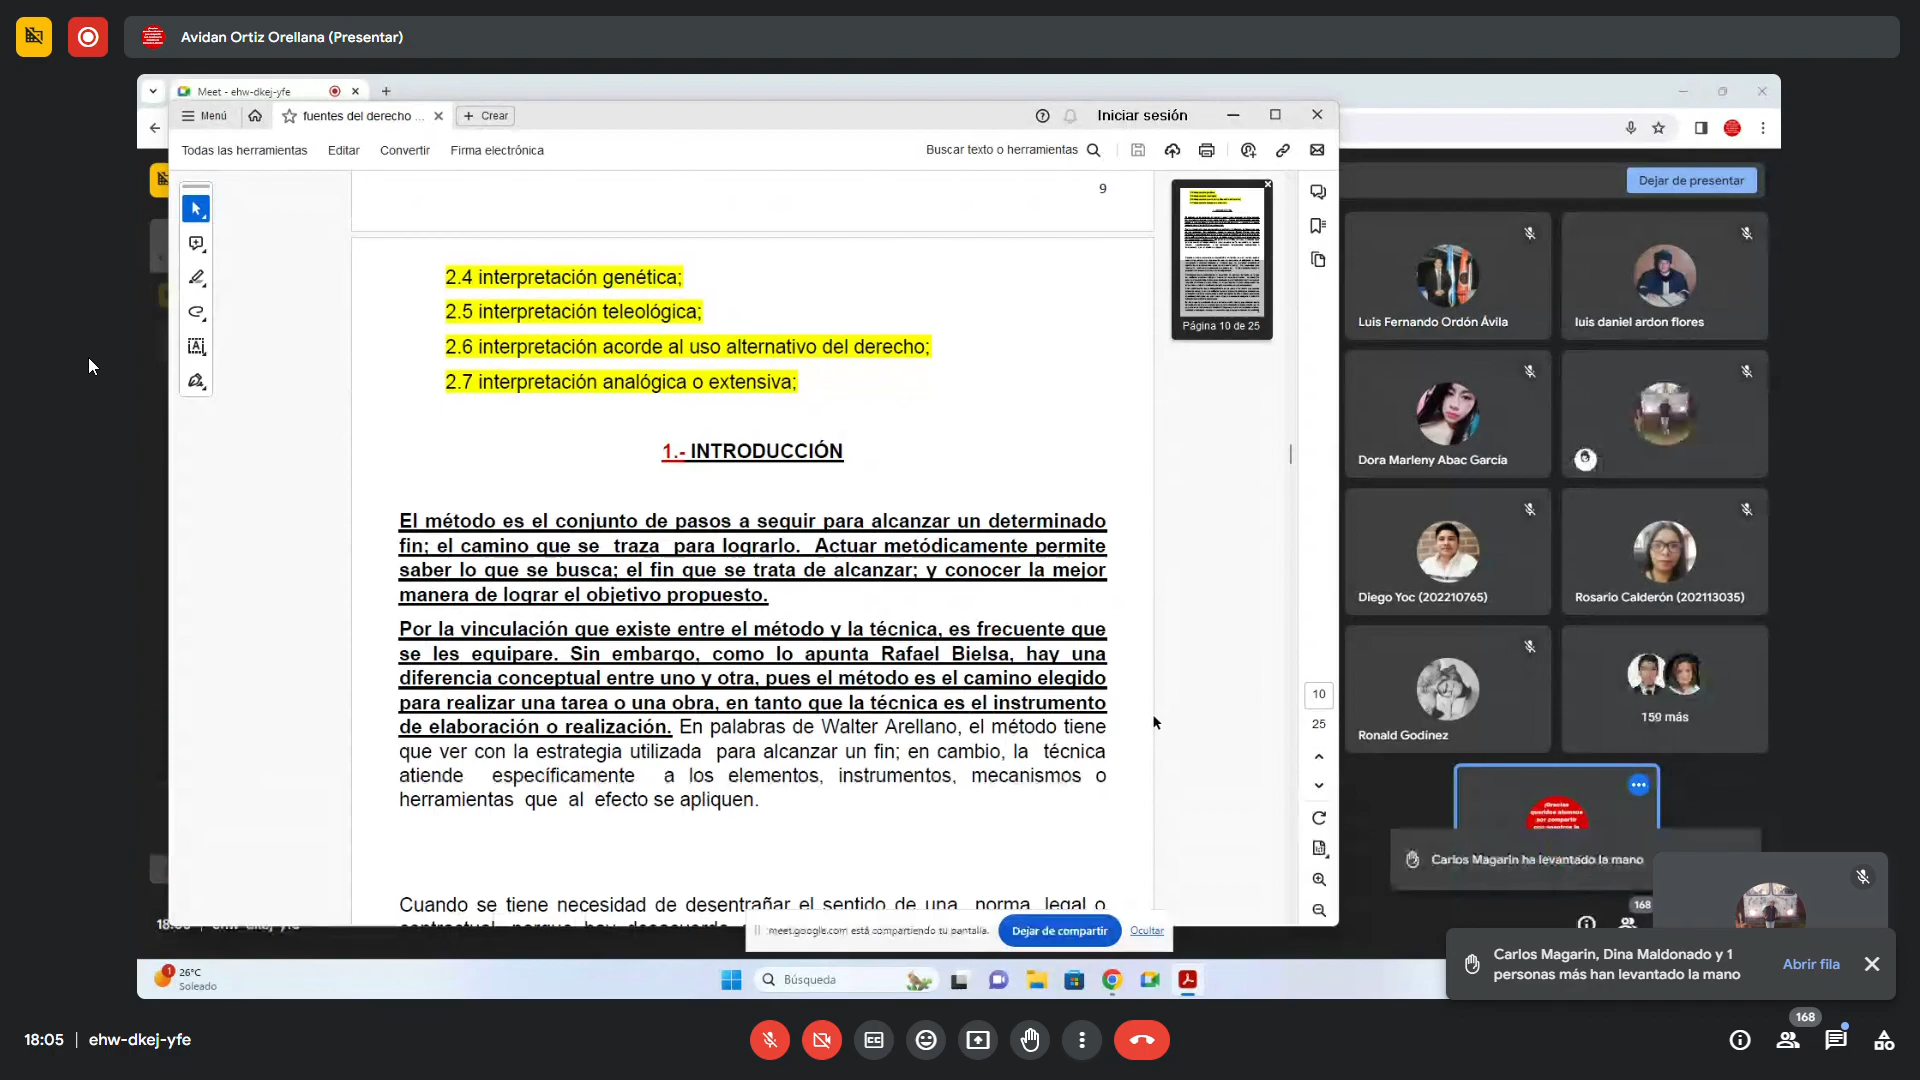 Avidan Ortiz Orellana (Presentar)
Meet - ehw-dkej-yfe
Menú
fuentes del derecho ...
Crear
Iniciar sesión
Todas las herramientas
Editar
Convertir
Firma electrónica
Buscar texto o herramientas
Dejar de presentar
9
2.4 interpretación genética;
2.5 interpretación teleológica;
2.6 interpretación acorde al uso alternativo del derecho;
2.7 interpretación analógica o extensiva;
1.- INTRODUCCIÓN
El método es el conjunto de pasos a seguir para alcanzar un determinado
fin; el camino que se traza para lograrlo. Actuar metódicamente permite
saber lo que se busca; el fin que se trata de alcanzar; y conocer la mejor
manera de lograr el objetivo propuesto.
Por la vinculación que existe entre el método y la técnica, es frecuente que
se les equipare. Sin embargo, como lo apunta Rafael Bielsa, hay una
diferencia conceptual entre uno y otra, pues el método es el camino elegido
para realizar una tarea o una obra, en tanto que la técnica es el instrumento
de elaboración o realización. En palabras de Walter Arellano, el método tiene
que ver con la estrategia utilizada para alcanzar un fin; en cambio, la técnica
atiende específicamente a los elementos, instrumentos, mecanismos o
herramientas que al efecto se apliquen.
Cuando se tiene necesidad de desentrañar el sentido de una norma, legal o
Página 10 de 25
10
25
Luis Fernando Ordón Ávila
luis daniel ardon flores
Dora Marleny Abac García
Diego Yoc (202210765)
Rosario Calderón (202113035)
Ronald Godínez
159 más
¡Gracias
queridos alumnos
por compartir
Carlos Magarin ha levantado la mano
168
meet.google.com está compartiendo tu pantalla.
Dejar de compartir
Ocultar
Carlos Magarin, Dina Maldonado y 1
personas más han levantado la mano
Abrir fila
1
26°C
Soleado
Búsqueda
18:05
ehw-dkej-yfe
168